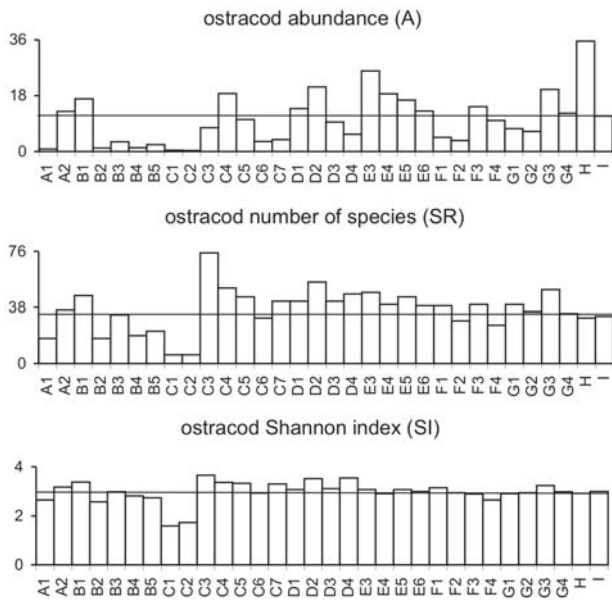 ostracod abundance (A)
36
18
0
A1 A2 B1 B2 B3 B4 B5 C1 C2 C3 C4 C5 C6 C7 D1 D2 D3 D4 E3 E4 E5 E6 F1 F2 F3 F4 G1 G2 G3 G4 H I
ostracod number of species (SR)
76
38
0
A1 A2 B1 B2 B3 B4 B5 C1 C2 C3 C4 C5 C6 C7 D1 D2 D3 D4 E3 E4 E5 E6 F1 F2 F3 F4 G1 G2 G3 G4 H I
ostracod Shannon index (SI)
4
2
0
A1 A2 B1 B2 B3 B4 B5 C1 C2 C3 C4 C5 C6 C7 D1 D2 D3 D4 E3 E4 E5 E6 F1 F2 F3 F4 G1 G2 G3 G4 H I